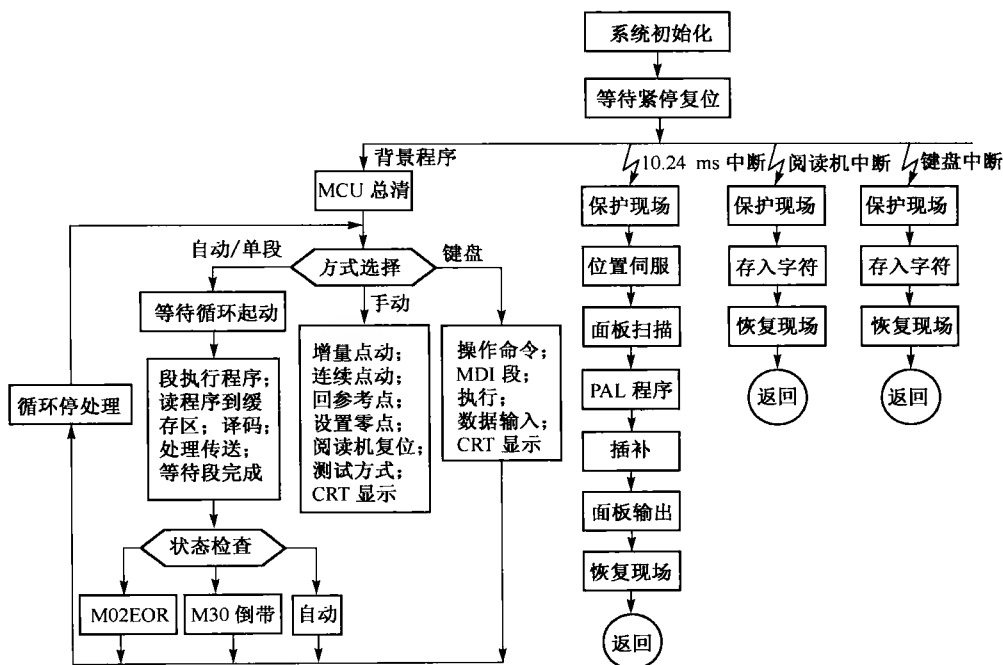 系统初始化
等待紧停复位
背景程序
10.24 ms 中断
阅读机中断
键盘中断
MCU 总清
保护现场
保护现场
保护现场
自动/单段
方式选择
键盘
位置伺服
存入字符
存入字符
手动
等待循环起动
面板扫描
恢复现场
恢复现场
增量点动;
连续点动;
回参考点;
设置零点;
阅读机复位;
测试方式;
CRT 显示
操作命令;
MDI 段;
执行;
数据输入;
CRT 显示
段执行程序;
读程序到缓
存区; 译码;
处理传送;
等待段完成
循环停处理
PAL 程序
返回
返回
插补
面板输出
状态检查
恢复现场
M02EOR
M30 倒带
自动
返回